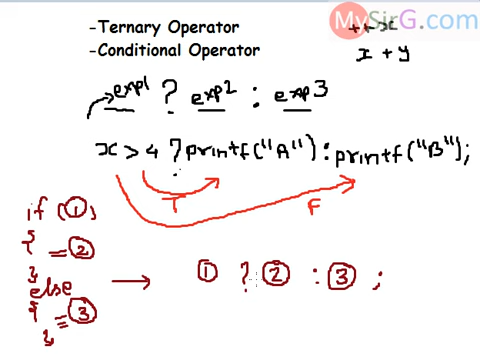 MySirG.com
-Ternary Operator
++x
-Conditional Operator
x + y
exp1 ? exp2 : exp3
x > 4 ? printf("A") : printf("B");
T
F
if (①)
{
= ②
}
else
{
= ③
}
① ? ② : ③ ;